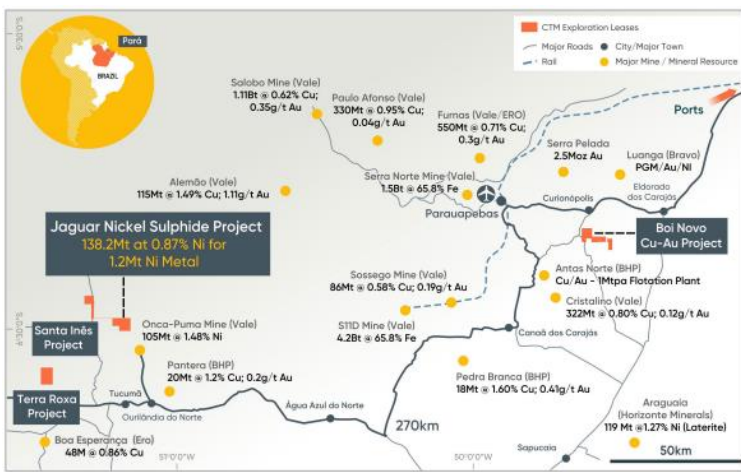 5°30'0"S
Pará
BRAZIL
CTM Exploration Leases
Major Roads
City/Major Town
Rail
Major Mine / Mineral Resource
Ports
Salobo Mine (Vale)
1.11Bt @ 0.62% Cu;
0.35g/t Au
Paulo Afonso (Vale)
330Mt @ 0.95% Cu;
0.04g/t Au
Furnas (Vale/ERO)
550Mt @ 0.71% Cu;
0.3g/t Au
Serra Pelada
2.5Moz Au
Luanga (Bravo)
PGM/Au/Ni
Alemão (Vale)
115Mt @ 1.49% Cu; 1.11g/t Au
Serra Norte Mine (Vale)
1.5Bt @ 65.8% Fe
Parauapebas
Curionópolis
Eldorado
dos Carajás
Jaguar Nickel Sulphide Project
138.2Mt at 0.87% Ni for
1.2Mt Ni Metal
Boi Novo
Cu-Au Project
Sossego Mine (Vale)
86Mt @ 0.58% Cu; 0.19g/t Au
Antas Norte (BHP)
Cu/Au - 1Mtpa Flotation Plant
Cristalino (Vale)
322Mt @ 0.80% Cu; 0.12g/t Au
6°30'0"S
Santa Inês
Project
Onca-Puma Mine (Vale)
105Mt @ 1.48% Ni
S11D Mine (Vale)
4.2Bt @ 65.8% Fe
Canaã dos Carajás
Pantera (BHP)
20Mt @ 1.2% Cu; 0.2g/t Au
Pedra Branca (BHP)
18Mt @ 1.60% Cu; 0.41g/t Au
Terra Roxa
Project
Tucumã
Ourilândia do Norte
Água Azul do Norte
270km
Araguaia
(Horizonte Minerals)
119 Mt @1.27% Ni (Laterite)
Boa Esperança (Ero)
48M @ 0.86% Cu
51°0'0"W
50°0'0"W
Sapucaia
50km